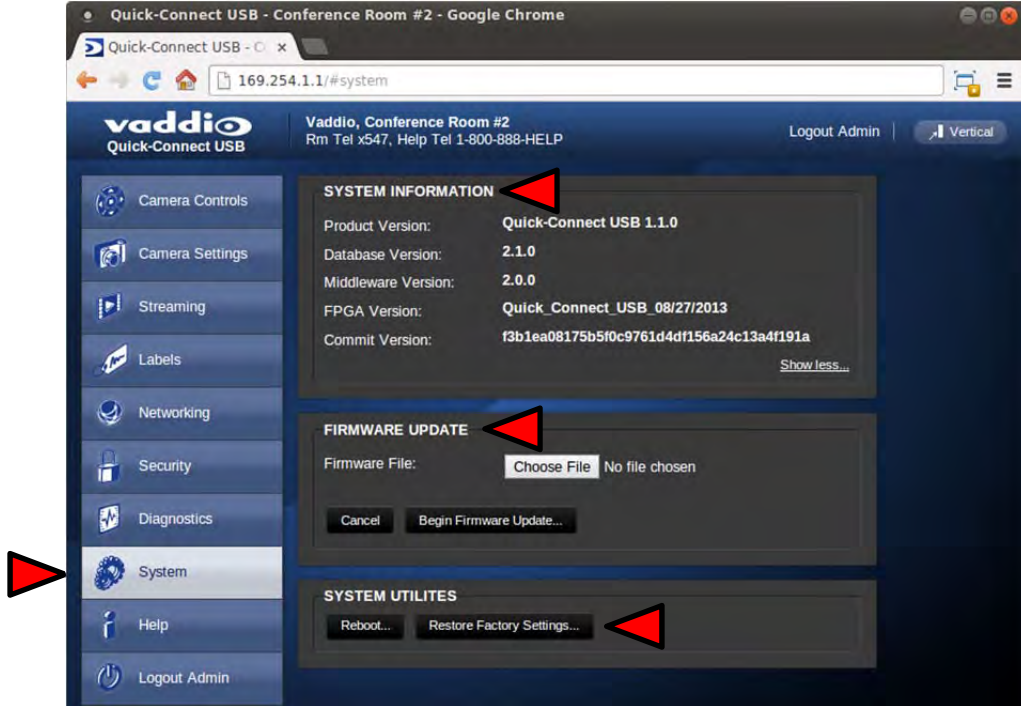 Quick-Connect USB - Conference Room #2 - Google Chrome
Quick-Connect USB - C
169.254.1.1/#system
vaddio
Quick-Connect USB
Vaddio, Conference Room #2
Rm Tel x547, Help Tel 1-800-888-HELP
Logout Admin
Vertical
Camera Controls
Camera Settings
Streaming
Labels
Networking
Security
Diagnostics
System
Help
Logout Admin
SYSTEM INFORMATION
Product Version: Quick-Connect USB 1.1.0
Database Version: 2.1.0
Middleware Version: 2.0.0
FPGA Version: Quick_Connect_USB_08/27/2013
Commit Version: f3b1ea08175b5f0c9761d4df156a24c13a4f191a
Show less...
FIRMWARE UPDATE
Firmware File: Choose File No file chosen
Cancel Begin Firmware Update...
SYSTEM UTILITES
Reboot... Restore Factory Settings...